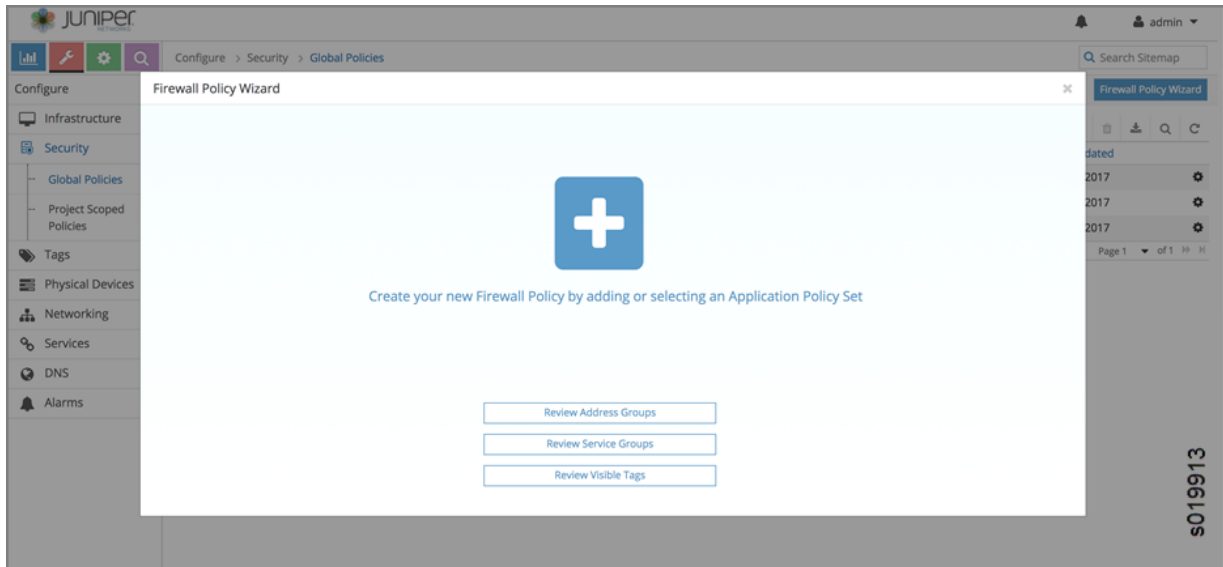 JUNIPER
NETWORKS
admin
Configure > Security > Global Policies
Search Sitemap
Configure
Firewall Policy Wizard
×
Firewall Policy Wizard
Infrastructure
Security
dated
Global Policies
2017
Project Scoped
Policies
2017
2017
Tags
Page 1 of 1
Physical Devices
Create your new Firewall Policy by adding or selecting an Application Policy Set
Networking
Services
DNS
Alarms
Review Address Groups
Review Service Groups
Review Visible Tags
s019913